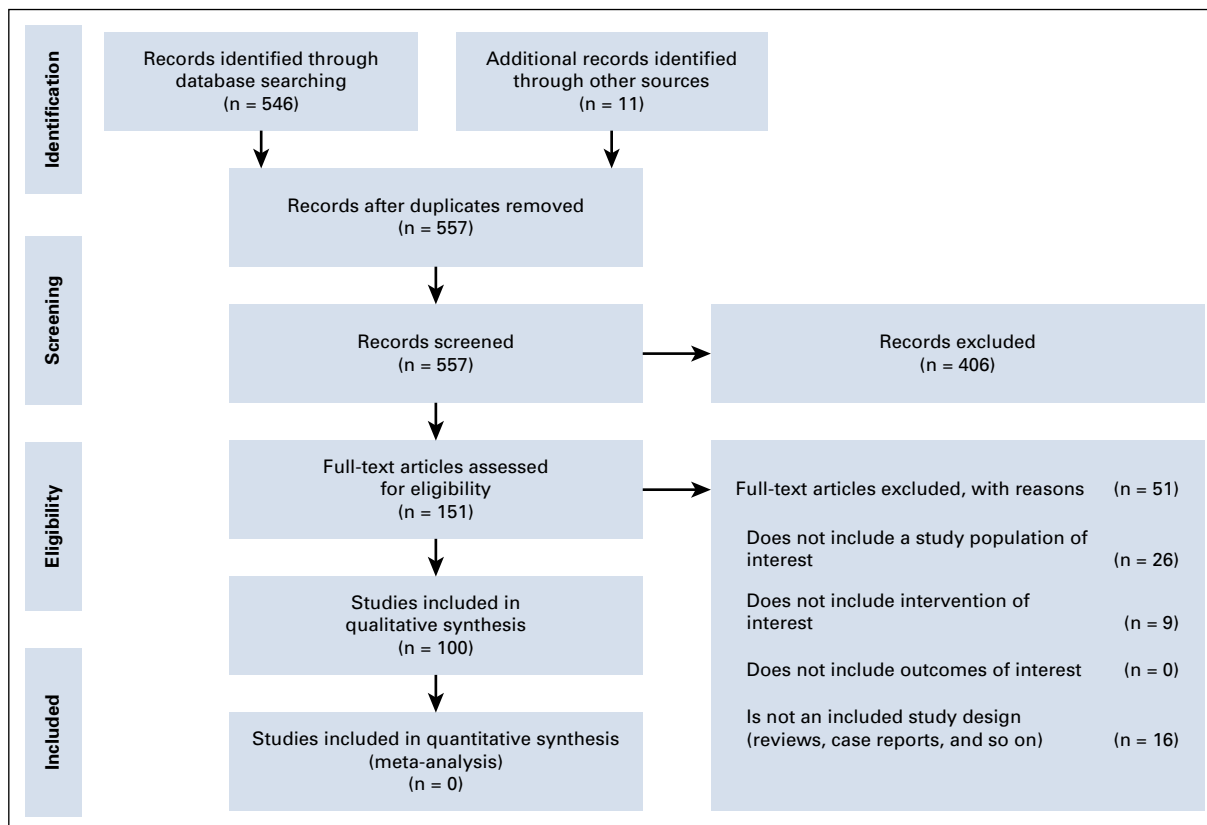 Identification
Records identified through
database searching
(n = 546)
Additional records identified
through other sources
(n = 11)
Records after duplicates removed
(n = 557)
Screening
Records screened
(n = 557)
Records excluded
(n = 406)
Eligibility
Full-text articles assessed
for eligibility
(n = 151)
Full-text articles excluded, with reasons (n = 51)
Does not include a study population of
interest (n = 26)
Does not include intervention of
interest (n = 9)
Does not include outcomes of interest (n = 0)
Is not an included study design
(reviews, case reports, and so on) (n = 16)
Studies included in
qualitative synthesis
(n = 100)
Included
Studies included in quantitative synthesis
(meta-analysis)
(n = 0)